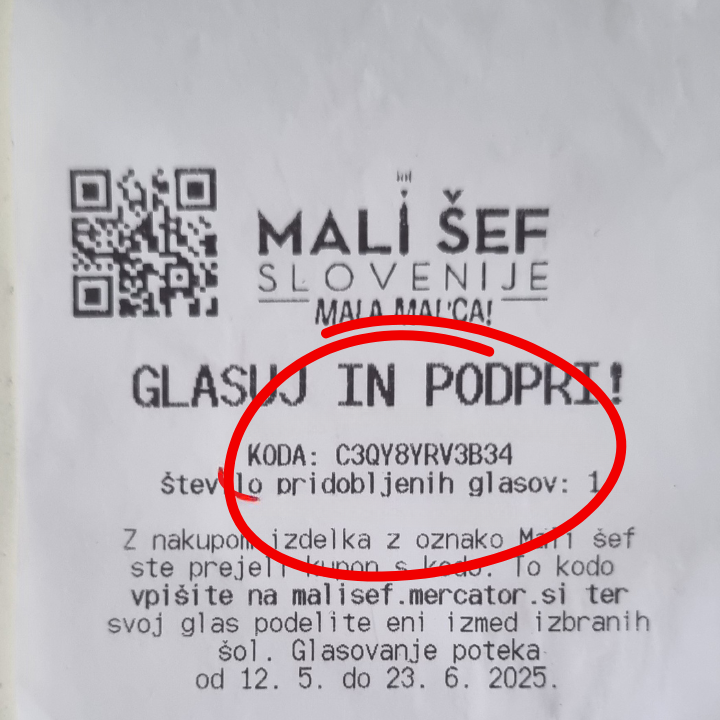 MALI ŠEF
SLOVENIJE
MALA MAL'CA!
GLASUJ IN PODPRI!
KODA: C3QY8YRV3B34
število pridobljenih glasov: 1
Z nakupom izdelka z oznako Mali šef
ste prejeli kupon s kodo. To kodo
vpišite na malisef.mercator.si ter
svoj glas podelite eni izmed izbranih
šol. Glasovanje poteka
od 12. 5. do 23. 6. 2025.